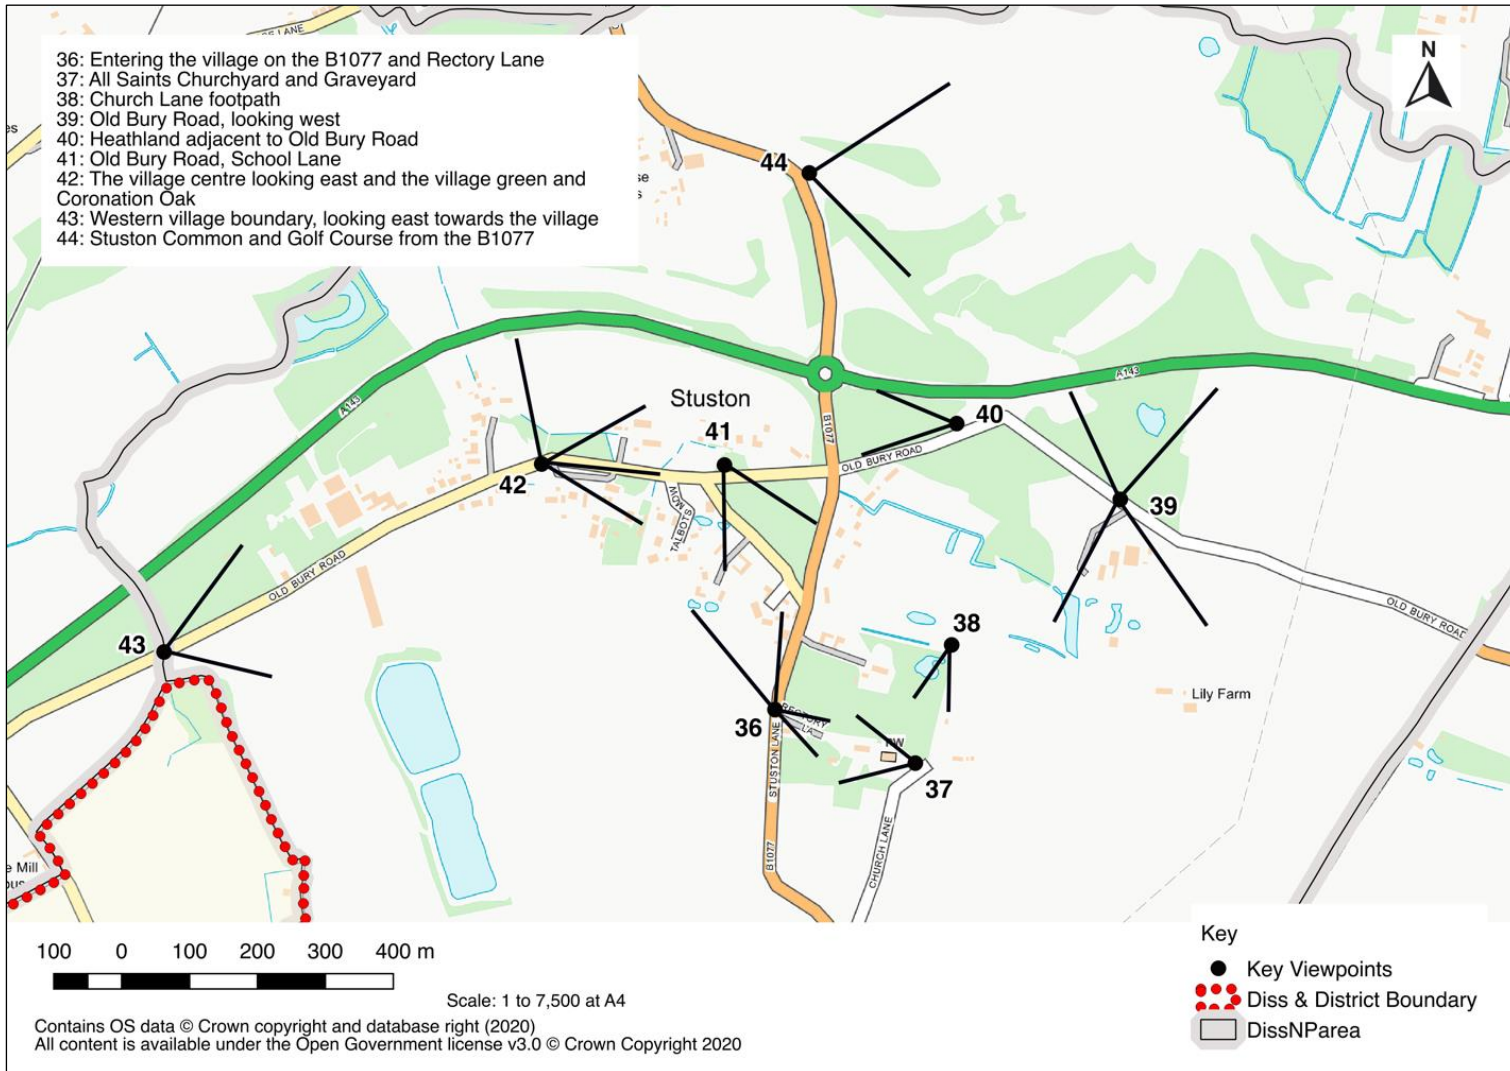 36: Entering the village on the B1077 and Rectory Lane
37: All Saints Churchyard and Graveyard
38: Church Lane footpath
39: Old Bury Road, looking west
40: Heathland adjacent to Old Bury Road
41: Old Bury Road, School Lane
42: The village centre looking east and the village green and
Coronation Oak
43: Western village boundary, looking east towards the village
44: Stuston Common and Golf Course from the B1077
N
44
A143
A143
Stuston
B1077
40
41
OLD BURY ROAD
42
39
TALBOTS MDW
OLD BURY ROAD
OLD BURY ROAD
43
38
Lily Farm
36
RECTORY
STUSTON LANE
37
B1077
CHURCH LANE
e Mill
Key
100 0 100 200 300 400 m
Key Viewpoints
Scale: 1 to 7,500 at A4
Diss & District Boundary
DissNParea
Contains OS data © Crown copyright and database right (2020)
All content is available under the Open Government license v3.0 © Crown Copyright 2020